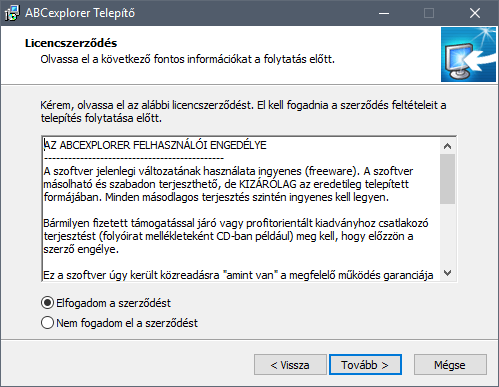 ABCexplorer Telepítő
Licencszerződés
Olvassa el a következő fontos információkat a folytatás előtt.
Kérem, olvassa el az alábbi licencszerződést. El kell fogadnia a szerződés feltételeit a
telepítés folytatása előtt.
AZ ABCEXPLORER FELHASZNÁLÓI ENGEDÉLYE
---------------------------------------------
A szoftver jelenlegi változatának használata ingyenes (freeware). A szoftver
másolható és szabadon terjeszthető, de KIZÁRÓLAG az eredetileg telepített
formájában. Minden másodlagos terjesztés szintén ingyenes kell legyen.
Bármilyen fizetett támogatással járó vagy profitorientált kiadványhoz csatlakozó
terjesztést (folyóirat mellékleteként CD-ban például) meg kell, hogy előzzön a
szerző engélye.
Ez a szoftver úgy került közreadásra "amint van" a megfelelő működés garanciája
Elfogadom a szerződést
Nem fogadom el a szerződést
< Vissza
Tovább >
Mégse